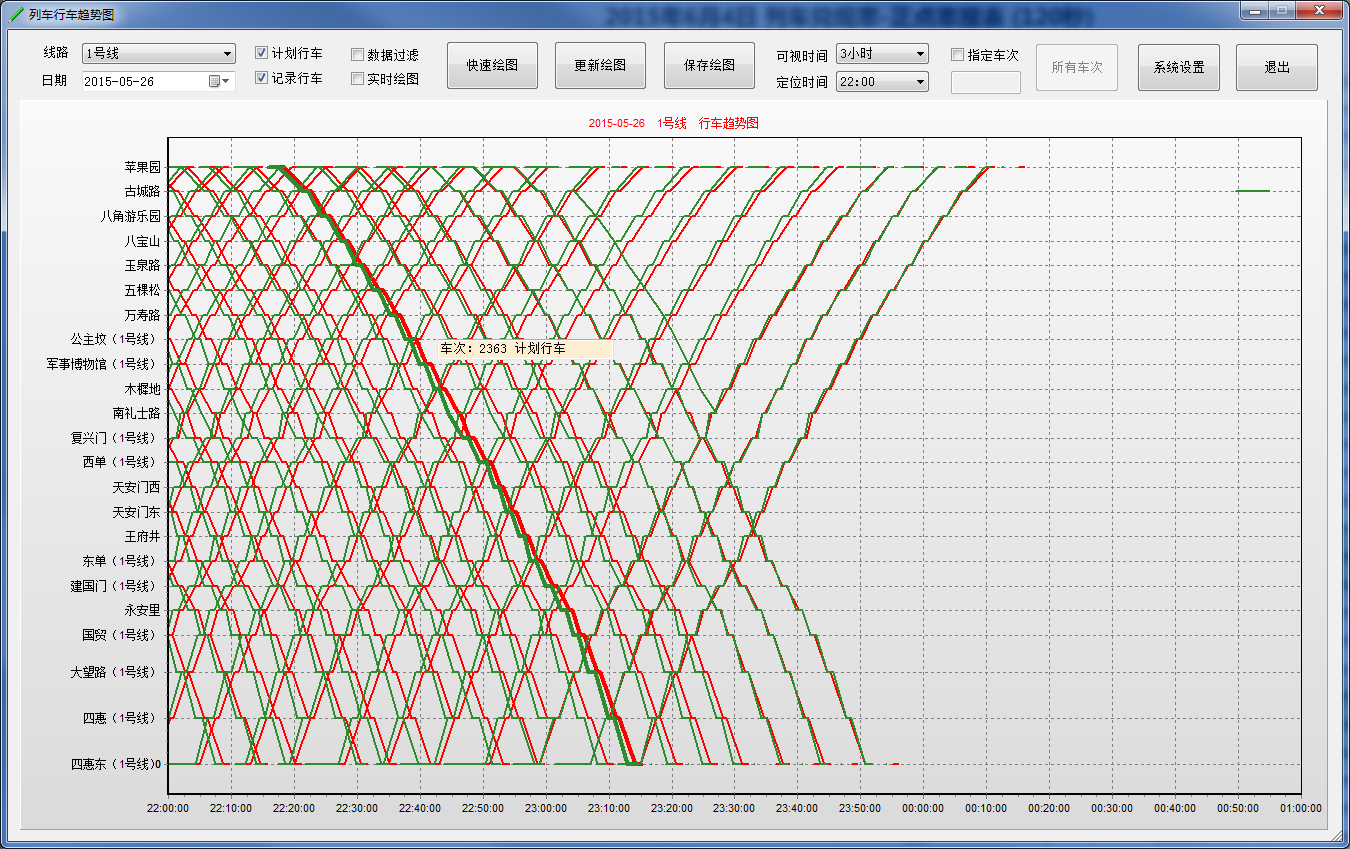 列车行车趋势图
2015年6月4日 列车兑现率-正点率报表 (120秒)
线路 1号线 计划行车 数据过滤 快速绘图 更新绘图 保存绘图 可视时间 3小时 指定车次 所有车次 系统设置 退出
日期 2015-05-26 记录行车 实时绘图 定位时间 22:00
2015-05-26 1号线 行车趋势图
苹果园
古城路
八角游乐园
八宝山
玉泉路
五棵松
万寿路
公主坟（1号线）
车次: 2363 计划行车
军事博物馆（1号线）
木樨地
南礼士路
复兴门（1号线）
西单（1号线）
天安门西
天安门东
王府井
东单（1号线）
建国门（1号线）
永安里
国贸（1号线）
大望路（1号线）
四惠（1号线）
四惠东（1号线）0
22:00:00 22:10:00 22:20:00 22:30:00 22:40:00 22:50:00 23:00:00 23:10:00 23:20:00 23:30:00 23:40:00 23:50:00 00:00:00 00:10:00 00:20:00 00:30:00 00:40:00 00:50:00 01:00:00